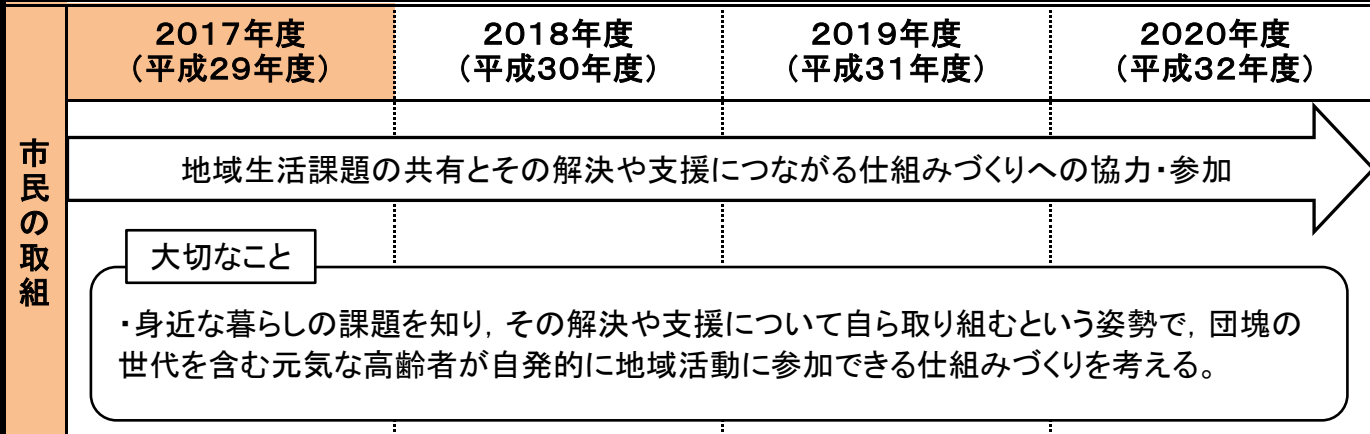 2017年度
(平成29年度)
2018年度
(平成30年度)
2019年度
(平成31年度)
2020年度
(平成32年度)
市民の取組
地域生活課題の共有とその解決や支援につながる仕組みづくりへの協力・参加
大切なこと
・身近な暮らしの課題を知り,その解決や支援について自ら取り組むという姿勢で,団塊の
世代を含む元気な高齢者が自発的に地域活動に参加できる仕組みづくりを考える。